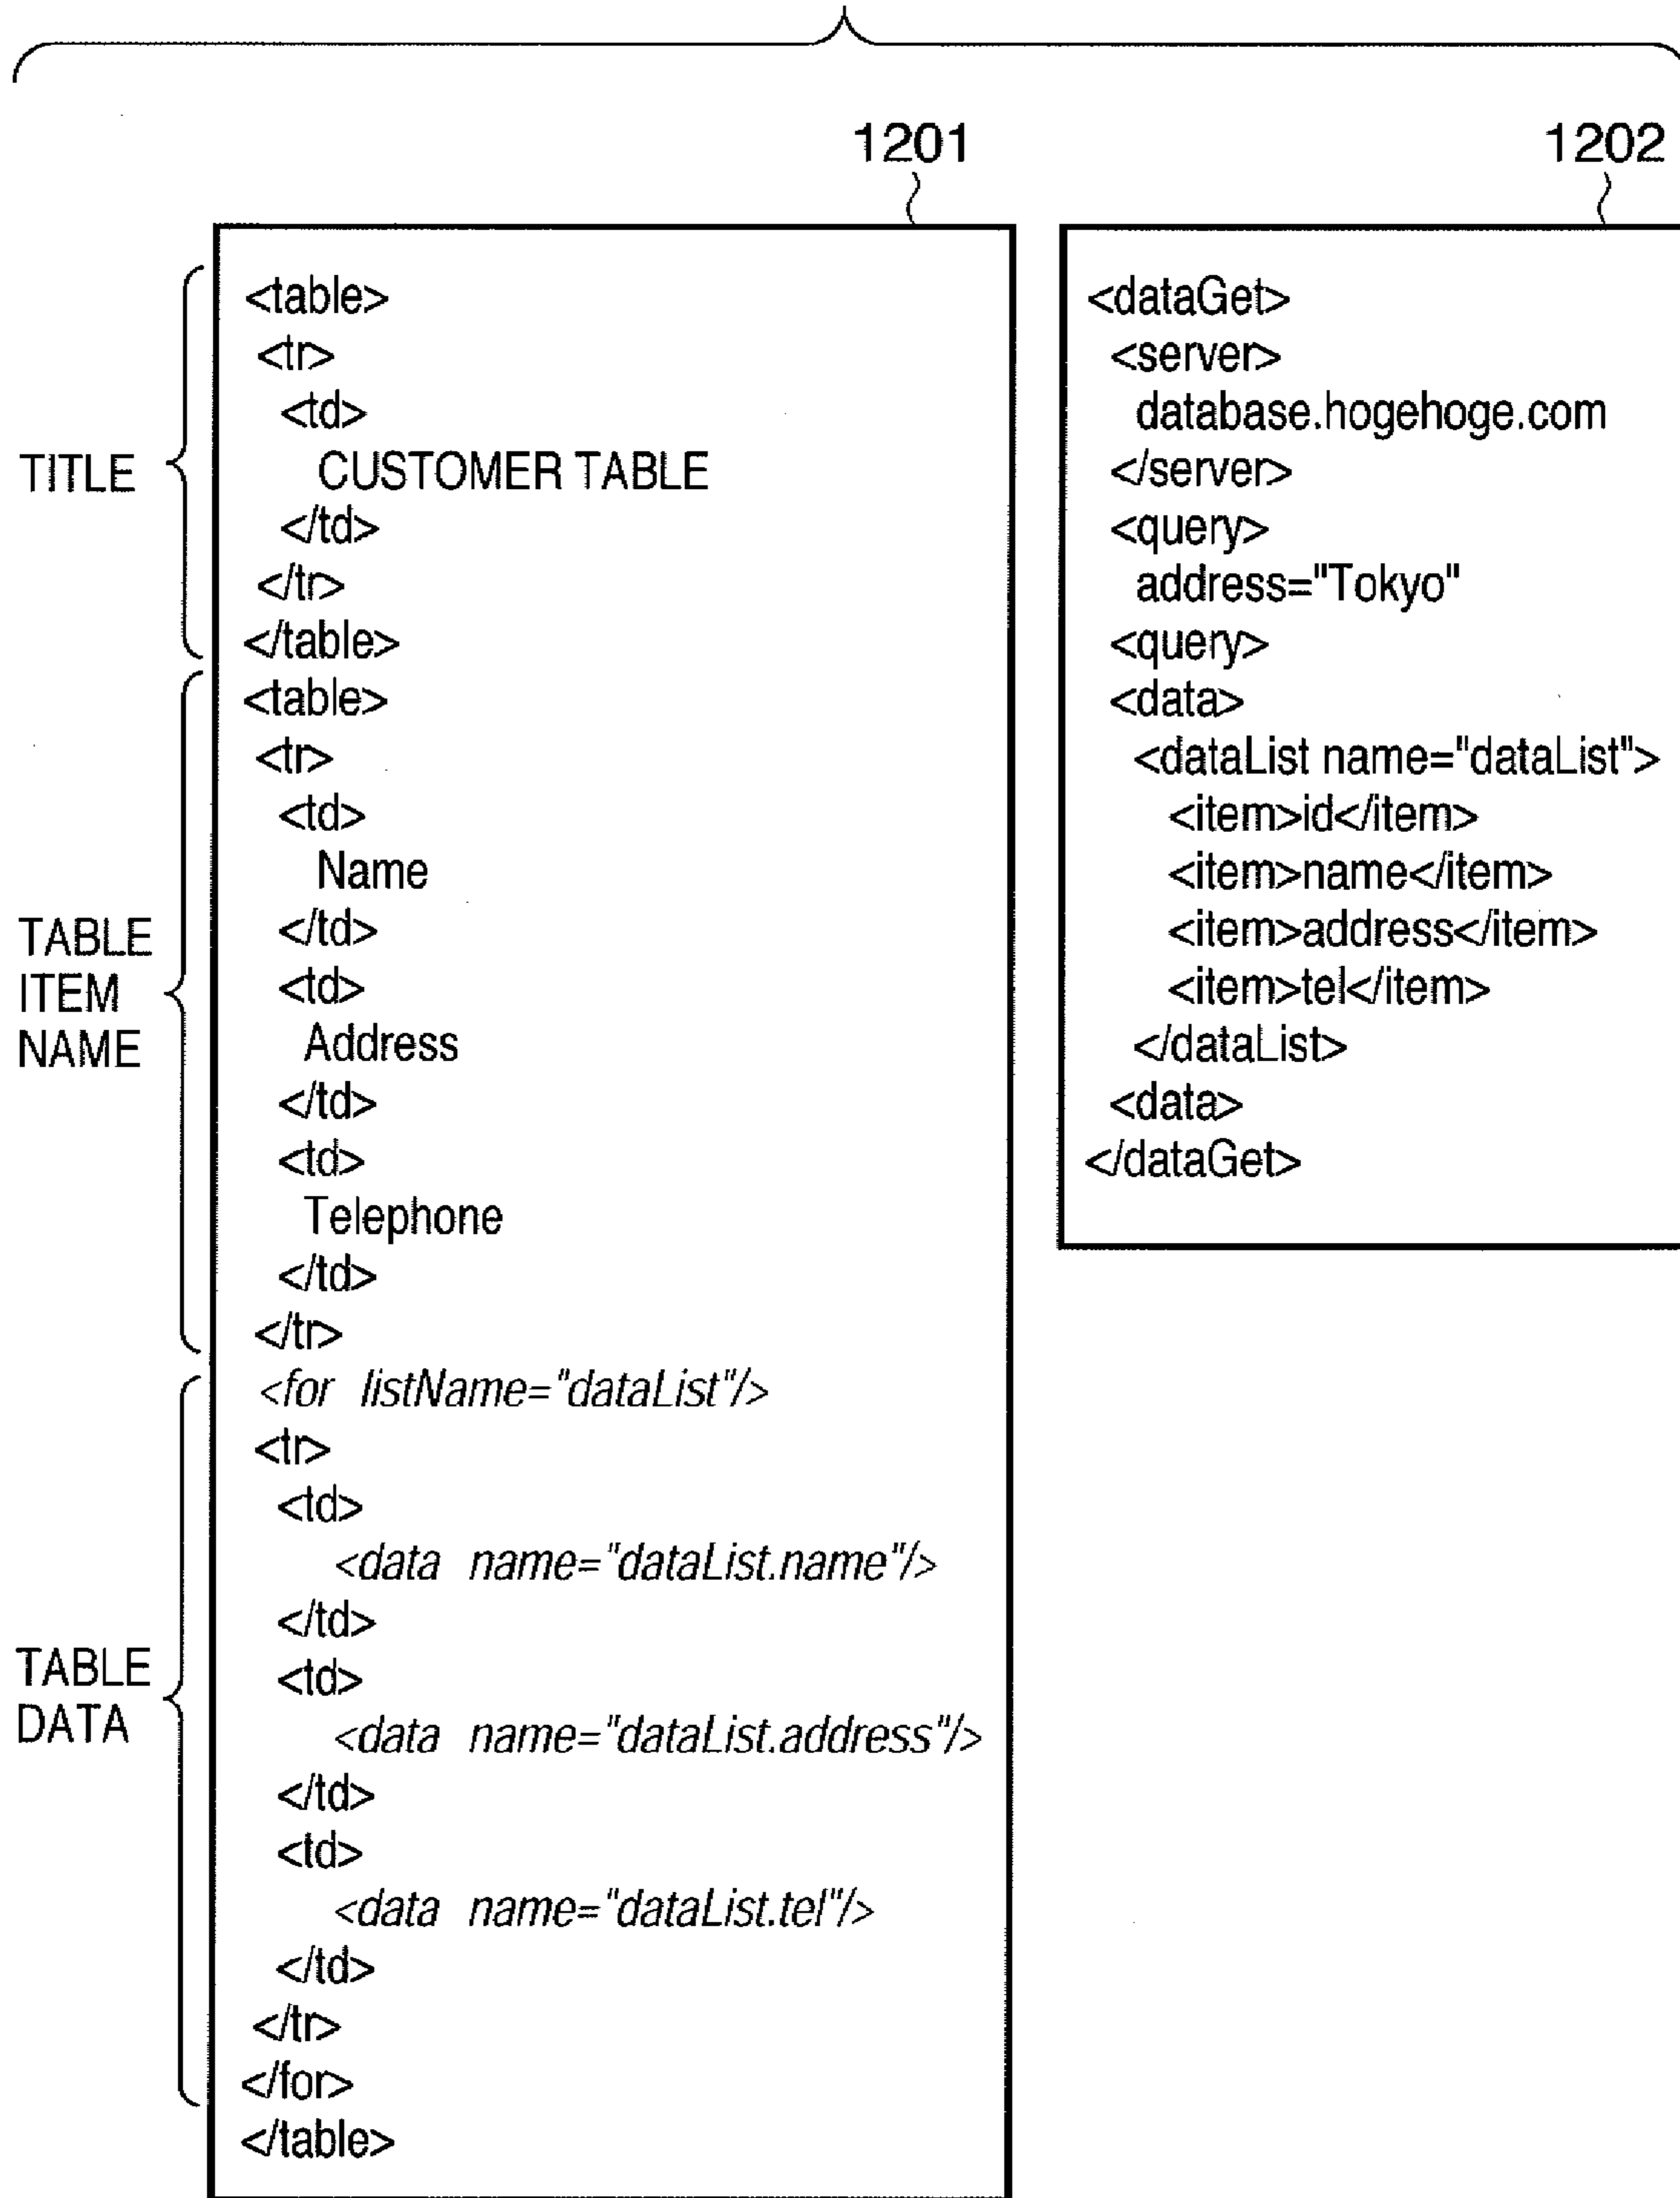 1201
1202
TITLE
<table>
<tr>
<td>
CUSTOMER TABLE
</td>
</tr>
</table>
TABLE
ITEM
NAME
<table>
<tr>
<td>
Name
</td>
<td>
Address
</td>
<td>
Telephone
</td>
</tr>
TABLE
DATA
<for listName="dataList"/>
<tr>
<td>
<data name="dataList.name"/>
</td>
<td>
<data name="dataList.address"/>
</td>
<td>
<data name="dataList.tel"/>
</td>
</tr>
</for>
</table>
<dataGet>
<server>
database.hogehoge.com
</server>
<query>
address="Tokyo"
<query>
<data>
<dataList name="dataList">
<item>id</item>
<item>name</item>
<item>address</item>
<item>tel</item>
</dataList>
<data>
</dataGet>